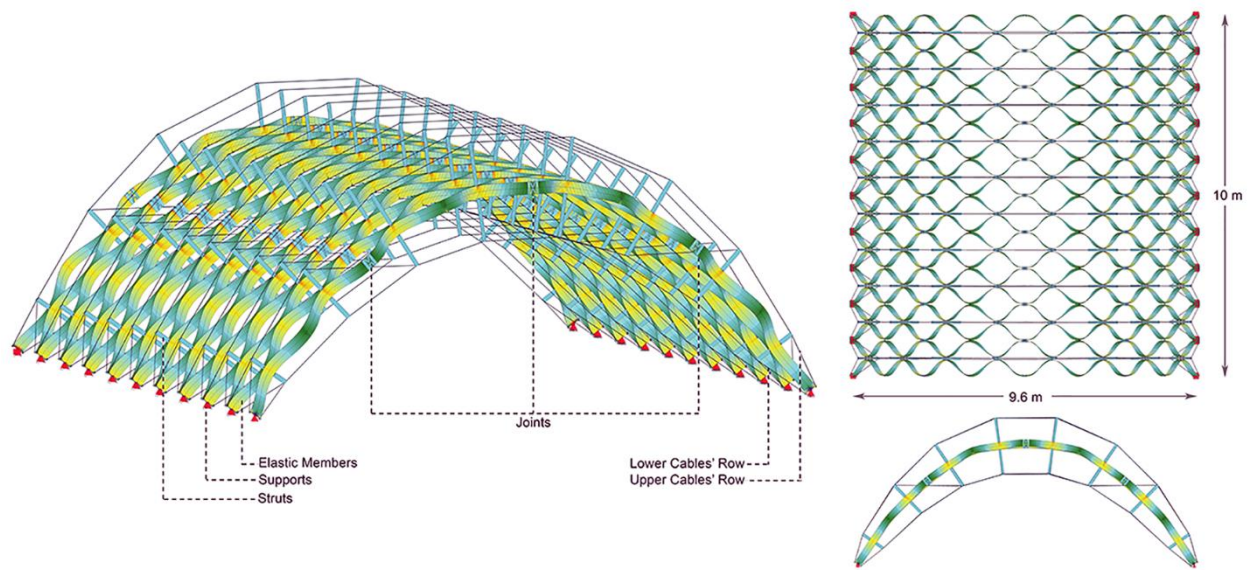 Joints
Elastic Members
Supports
Struts
Lower Cables' Row
Upper Cables' Row
10 m
9.6 m